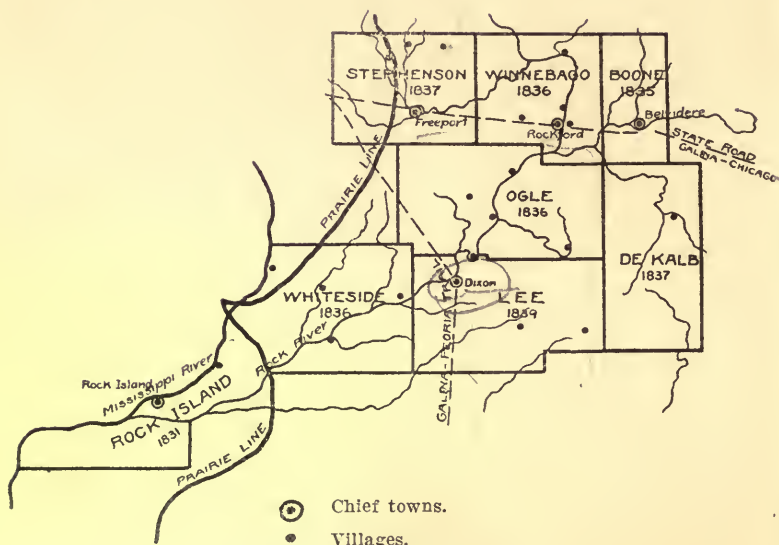 STEPHENSON
1837
WINNEBAGO
1836
BOONE
1835
Freeport
Rockford
Belvidere
STATE ROAD
GALENA-CHICAGO
PRAIRIE LINE
OGLE
1836
DE KALB
1837
WHITESIDE
1836
Dixon
LEE
1839
GALENA-PEORIA TR.
ROCK RIVER
Rock Island
MISSISSIPPI River
ROCK ISLAND
1831
PRAIRIE LINE
Chief towns.
Villages.